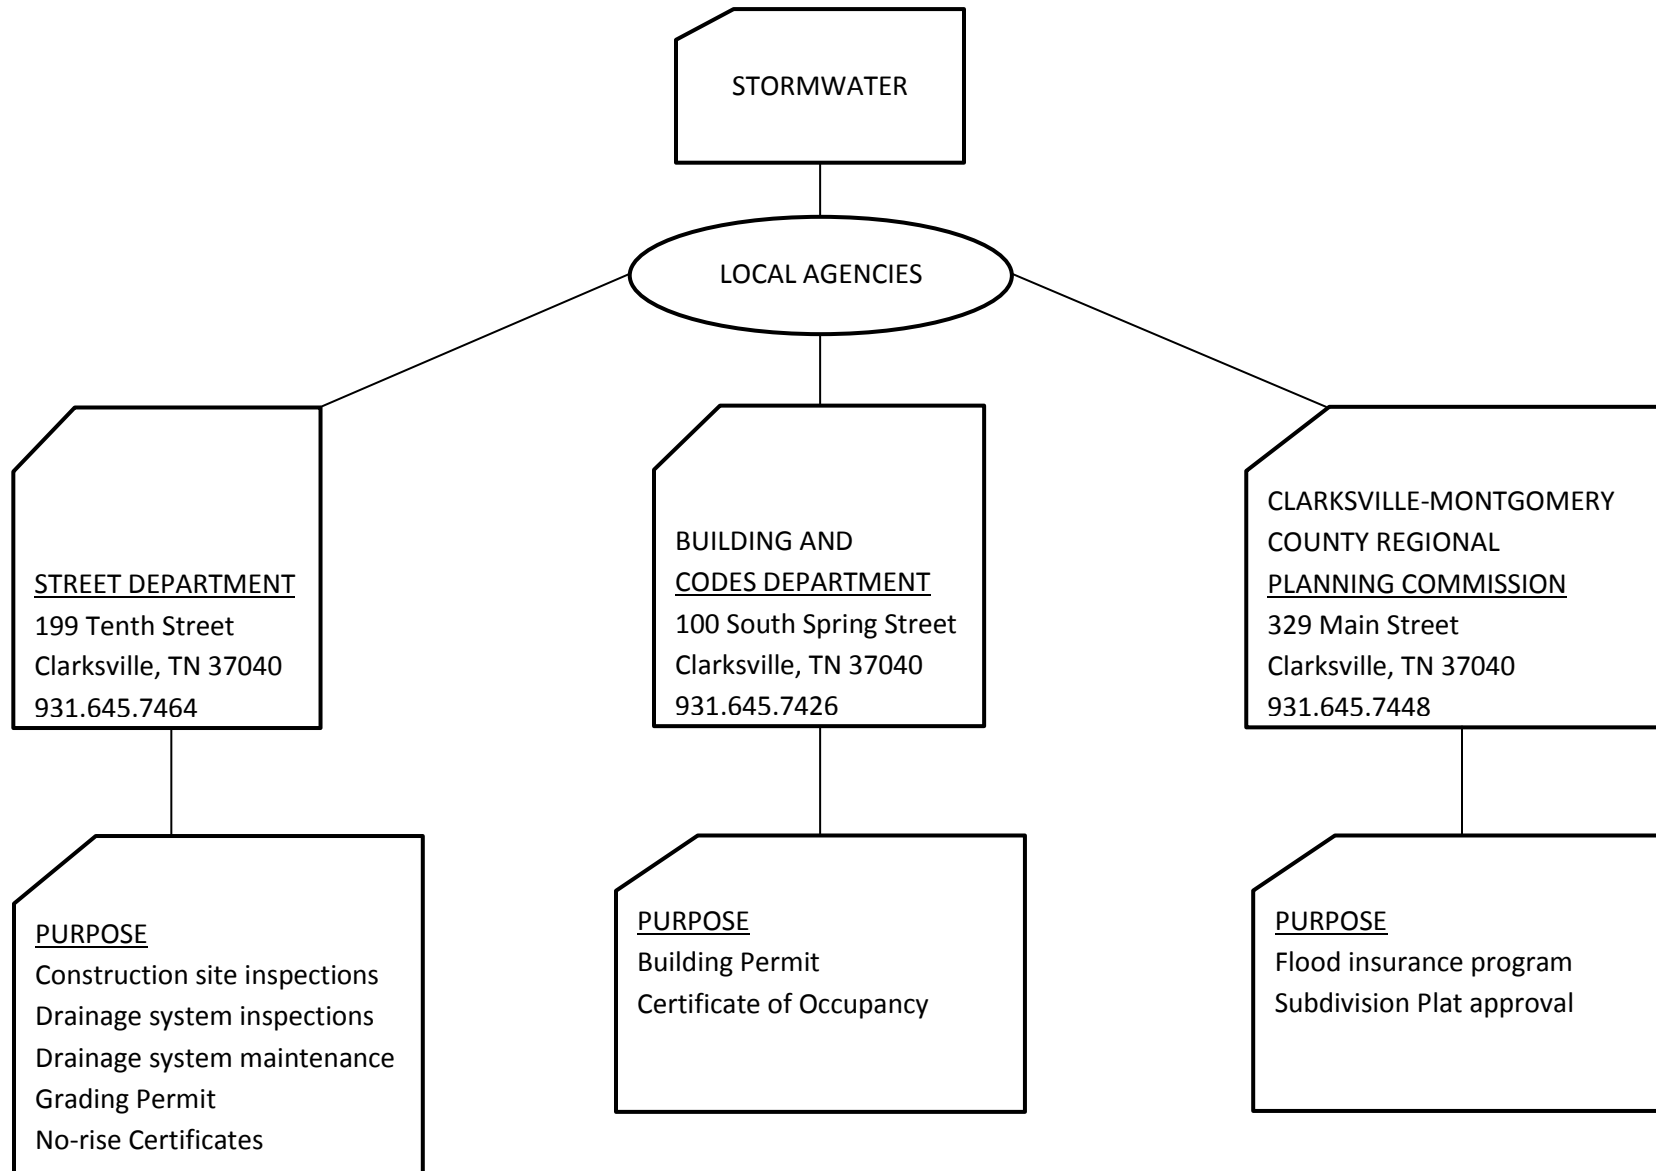 STORMWATER
LOCAL AGENCIES
STREET DEPARTMENT
199 Tenth Street
Clarksville, TN 37040
931.645.7464
BUILDING AND
CODES DEPARTMENT
100 South Spring Street
Clarksville, TN 37040
931.645.7426
CLARKSVILLE-MONTGOMERY
COUNTY REGIONAL
PLANNING COMMISSION
329 Main Street
Clarksville, TN 37040
931.645.7448
PURPOSE
Construction site inspections
Drainage system inspections
Drainage system maintenance
Grading Permit
No-rise Certificates
PURPOSE
Building Permit
Certificate of Occupancy
PURPOSE
Flood insurance program
Subdivision Plat approval